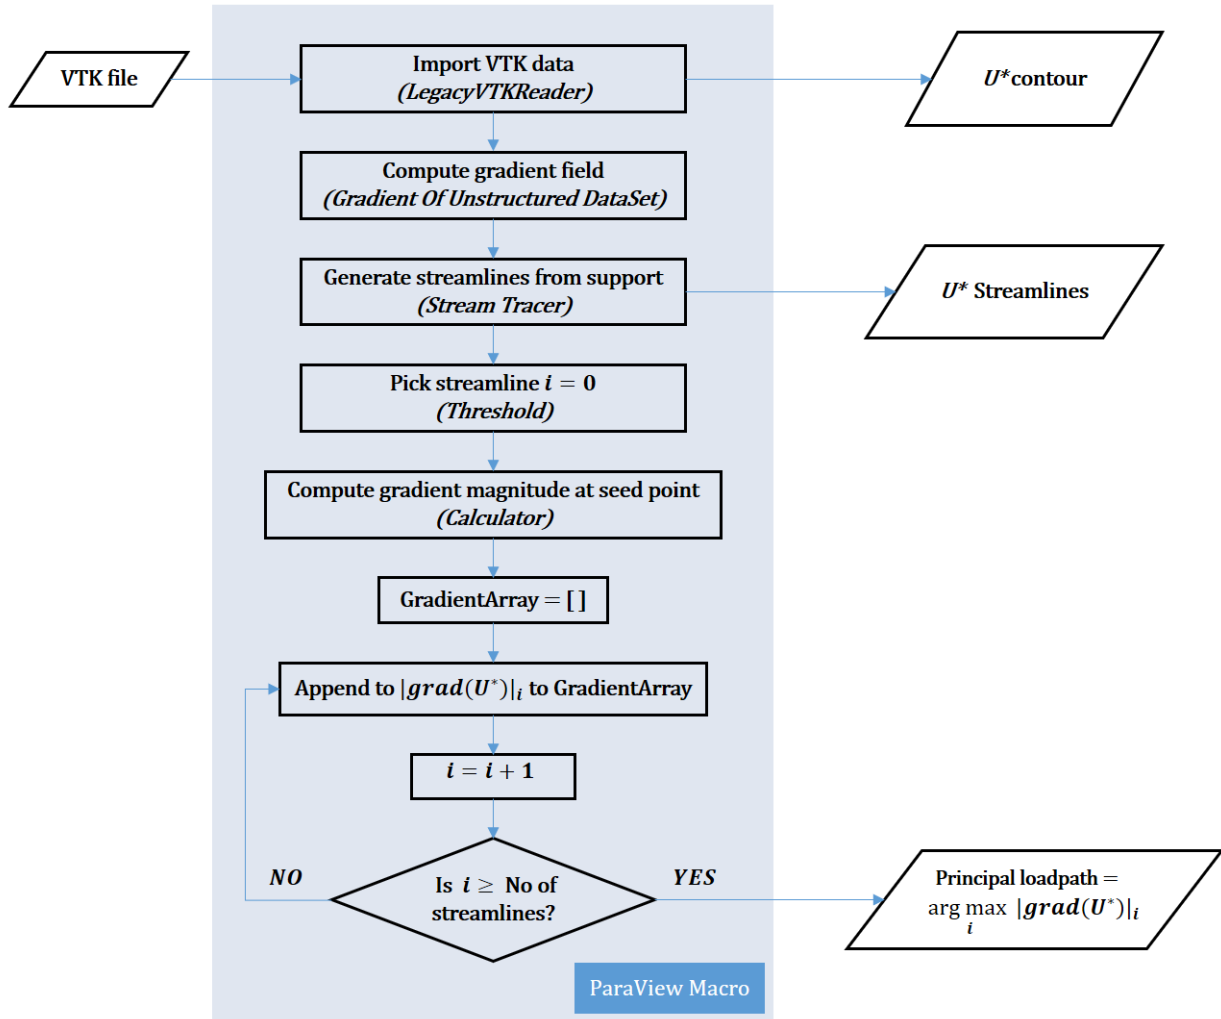 VTK file
Import VTK data
(LegacyVTKReader)
U* contour
Compute gradient field
(Gradient Of Unstructured DataSet)
Generate streamlines from support
(Stream Tracer)
U* Streamlines
Pick streamline i = 0
(Threshold)
Compute gradient magnitude at seed point
(Calculator)
GradientArray = [ ]
Append to |grad(U*)|i to GradientArray
i = i + 1
NO
Is i ≥ No of
streamlines?
YES
Principal loadpath =
arg max |grad(U*)|i
i
ParaView Macro